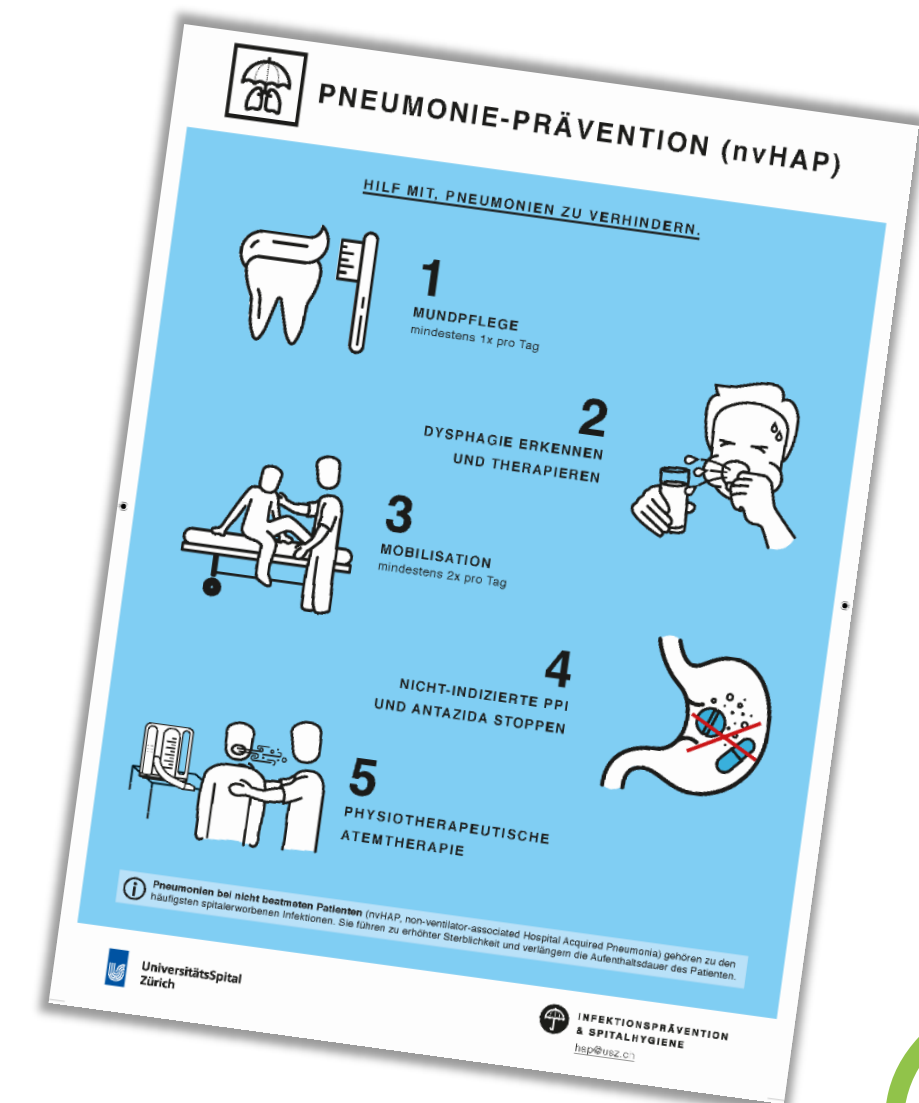 PNEUMONIE-PRÄVENTION (nvHAP)
HILF MIT, PNEUMONIEN ZU VERHINDERN.
1
MUNDPFLEGE
mindestens 1x pro Tag
2
DYSPHAGIE ERKENNEN
UND THERAPIEREN
3
MOBILISATION
mindestens 2x pro Tag
4
NICHT-INDIZIERTE PPI
UND ANTAZIDA STOPPEN
5
PHYSIOTHERAPEUTISCHE
ATEMTHERAPIE
Pneumonien bei nicht beatmeten Patienten (nvHAP, non-ventilator-associated Hospital Acquired Pneumonia) gehören zu den
häufigsten spitalerworbenen Infektionen. Sie führen zu erhöhter Sterblichkeit und verlängern die Aufenthaltsdauer des Patienten.
UniversitätsSpital
Zürich
INFEKTIONSPRÄVENTION
& SPITALHYGIENE
hap@usz.ch